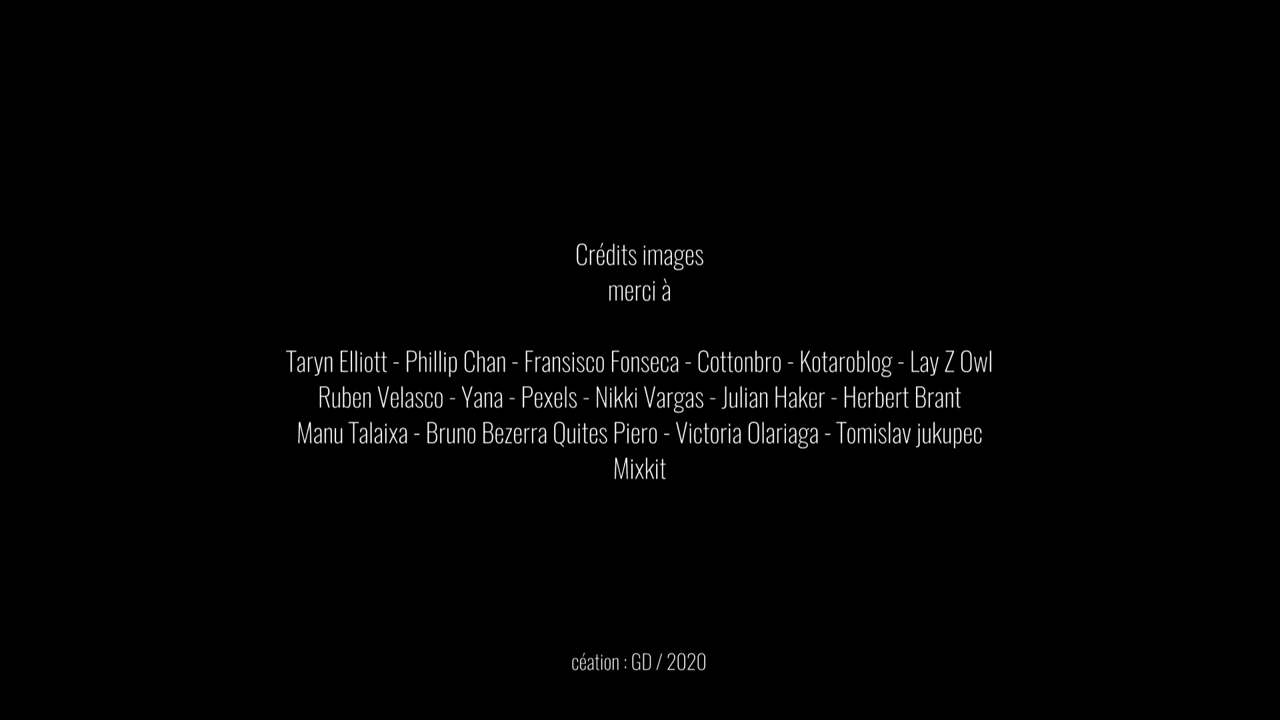 Crédits images
merci à
Taryn Elliott - Phillip Chan - Fransisco Fonseca - Cottonbro - Kotaroblog - Lay Z Owl
Ruben Velasco - Yana - Pexels - Nikki Vargas - Julian Haker - Herbert Brant
Manu Talaixa - Bruno Bezerra Quites Piero - Victoria Olariaga - Tomislav jukupec
Mixkit
céation : GD / 2020